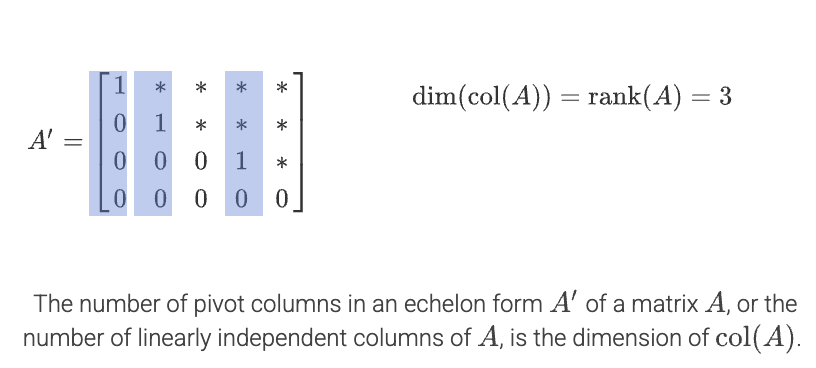 A′ = [1 * * * *
0 1 * * *
0 0 0 1 *
0 0 0 0 0]
dim(col(A)) = rank(A) = 3
The number of pivot columns in an echelon form A′ of a matrix A, or the
number of linearly independent columns of A, is the dimension of col(A).